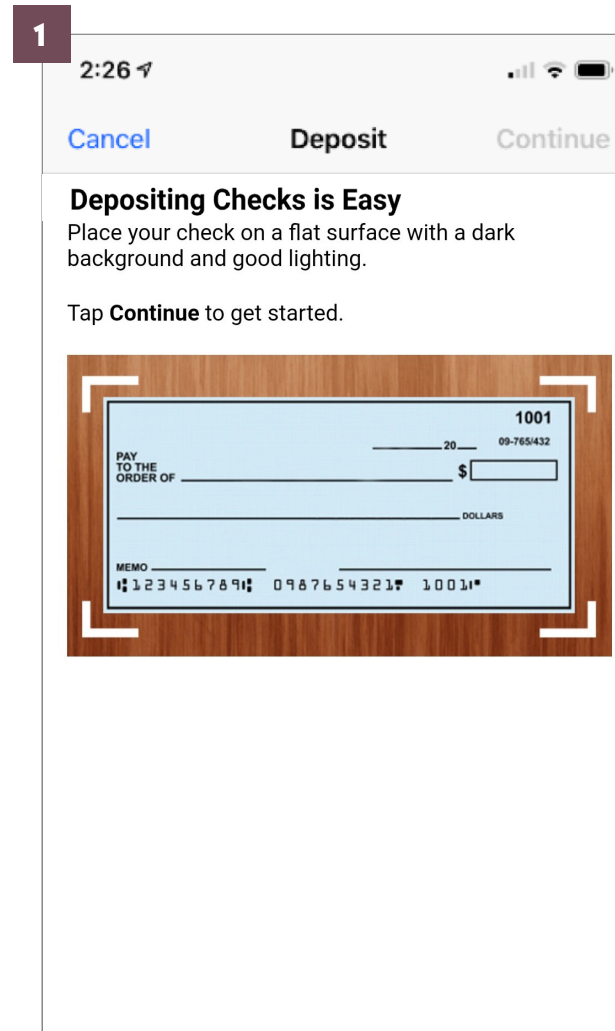 1
2:26
Cancel Deposit Continue
Depositing Checks is Easy
Place your check on a flat surface with a dark
background and good lighting.
Tap Continue to get started.
1001
20 09-765/432
PAY
TO THE
ORDER OF $
DOLLARS
MEMO
⑆123456789⑆ 0987654321⑈ 1001⑈